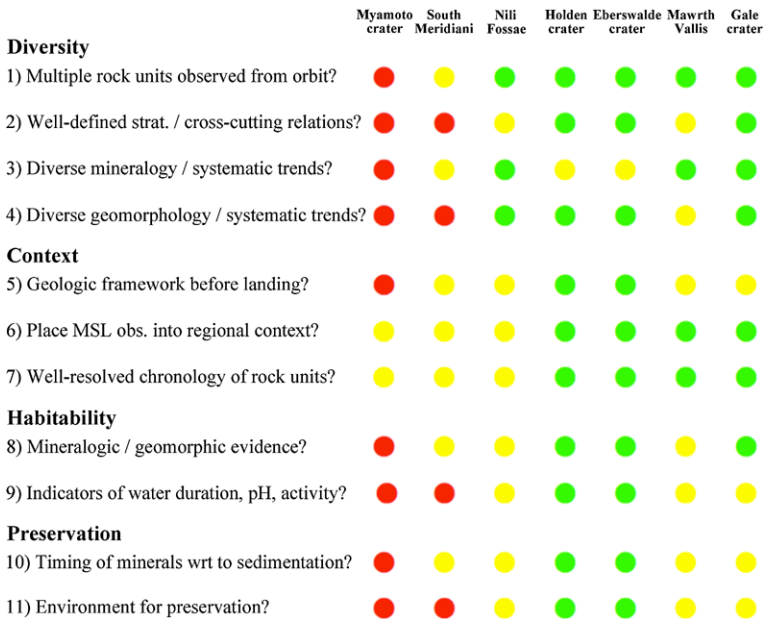 Myamoto South Nili Holden Eberswalde Mawrth Gale
crater Meridiani Fossae crater crater Vallis crater
Diversity
1) Multiple rock units observed from orbit?
2) Well-defined strat. / cross-cutting relations?
3) Diverse mineralogy / systematic trends?
4) Diverse geomorphology / systematic trends?
Context
5) Geologic framework before landing?
6) Place MSL obs. into regional context?
7) Well-resolved chronology of rock units?
Habitability
8) Mineralogic / geomorphic evidence?
9) Indicators of water duration, pH, activity?
Preservation
10) Timing of minerals wrt to sedimentation?
11) Environment for preservation?